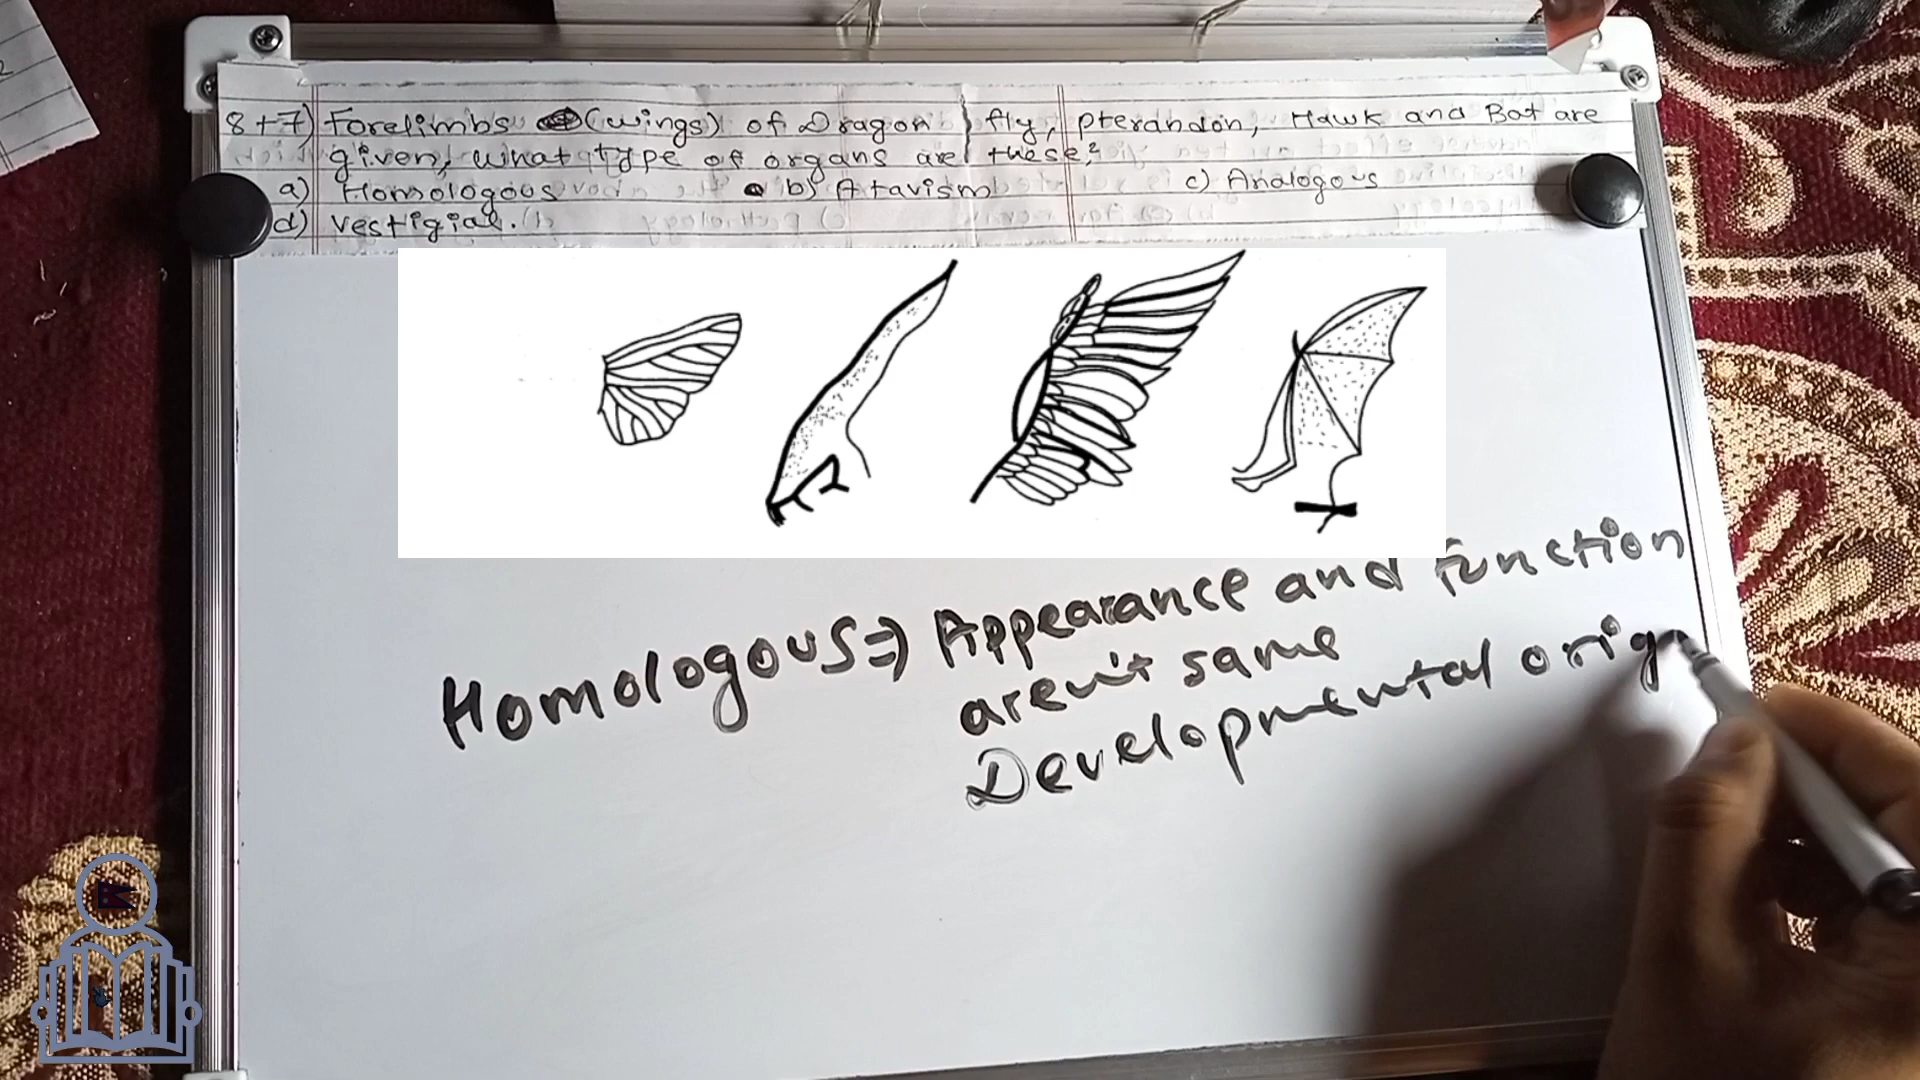 8+7) Forelimbs (wings) of Dragon fly, Pterandon, Hawk and Bat are
given, what type of organs are these?
a) Homologous b) Atavism c) Analogous
d) Vestigial.
Homologous => Appearance and function
aren't same
Developmental orig